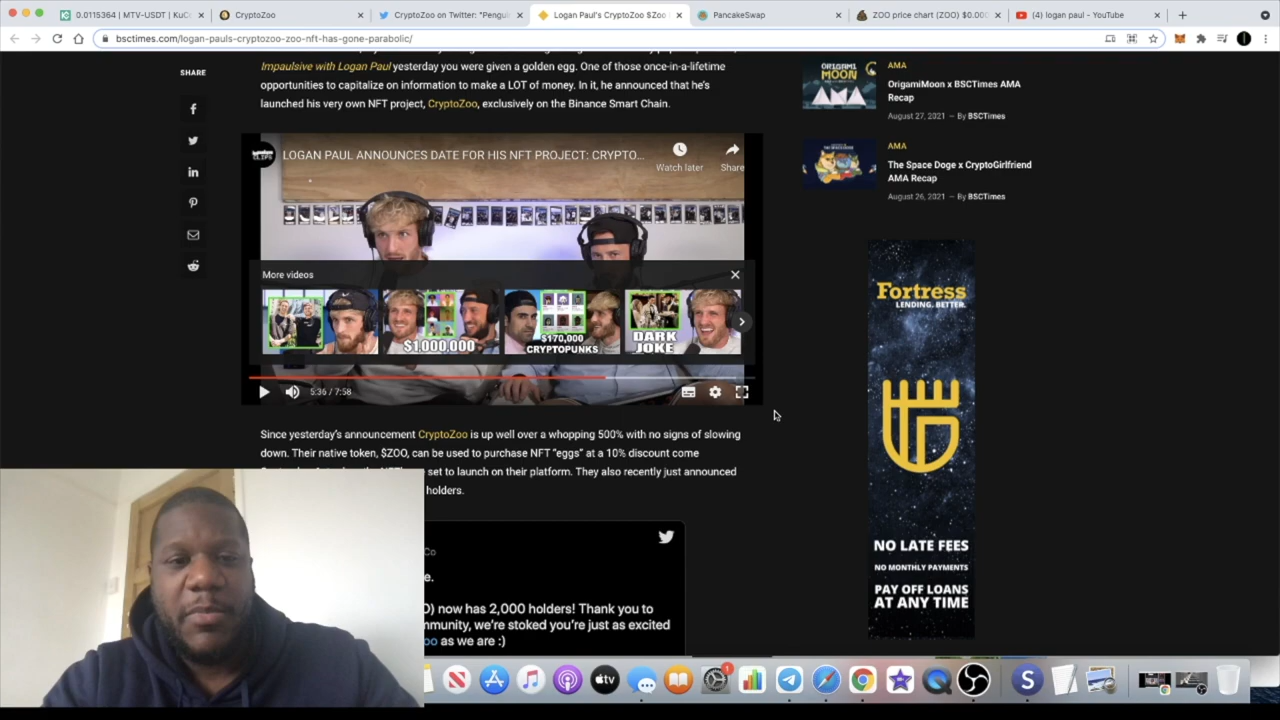 0.0115364 | MTV-USDT | KuC
CryptoZoo
CryptoZoo on Twitter: "Pengu
Logan Paul's CryptoZoo $Zoo
PancakeSwap
ZOO price chart (ZOO) $0.00
(4) logan paul - YouTube
bsctimes.com/logan-pauls-cryptozoo-zoo-nft-has-gone-parabolic/
SHARE
Impaulsive with Logan Paul yesterday you were given a golden egg. One of those once-in-a-lifetime
opportunities to capitalize on information to make a LOT of money. In it, he announced that he's
launched his very own NFT project, CryptoZoo, exclusively on the Binance Smart Chain.
CLIPS
LOGAN PAUL ANNOUNCES DATE FOR HIS NFT PROJECT: CRYPTO...
Watch later
Share
More videos
$1,000,000
$170,000
CRYPTOPUNKS
DARK
JOKE
5:36 / 7:58
Since yesterday's announcement CryptoZoo is up well over a whopping 500% with no signs of slowing
down. Their native token, $ZOO, can be used to purchase NFT "eggs" at a 10% discount come
set to launch on their platform. They also recently just announced
holders.
Co
e.
O) now has 2,000 holders! Thank you to
mmunity, we're stoked you're just as excited
oo as we are :)
ORIGAMI
MOON
AMA
AMA
OrigamiMoon x BSCTimes AMA
Recap
August 27, 2021 — By BSCTimes
AMA
The Space Doge x CryptoGirlfriend
AMA Recap
August 26, 2021 — By BSCTimes
Fortress
LENDING. BETTER.
NO LATE FEES
NO MONTHLY PAYMENTS
PAY OFF LOANS
AT ANY TIME
tv
1
S